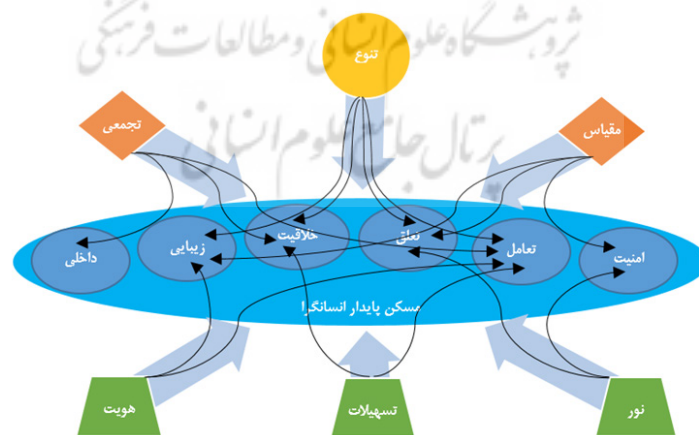 پژوهشگاه علوم انسانی و مطالعات فرهنگی
تنوع
تجمعی
مقیاس
پرتال جامع علوم انسانی
امنیت
تعامل
تعلق
خلاقیت
زیبایی
داخلی
مسکن پایدار انسانگرا
نور
تسهیلات
هویت